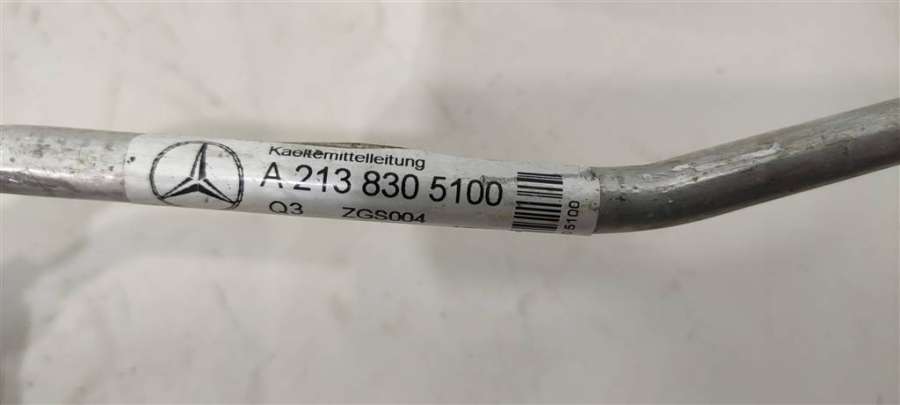 Kaeltemittelleitung
A 213 830 5100
Q3 ZGS004
5100